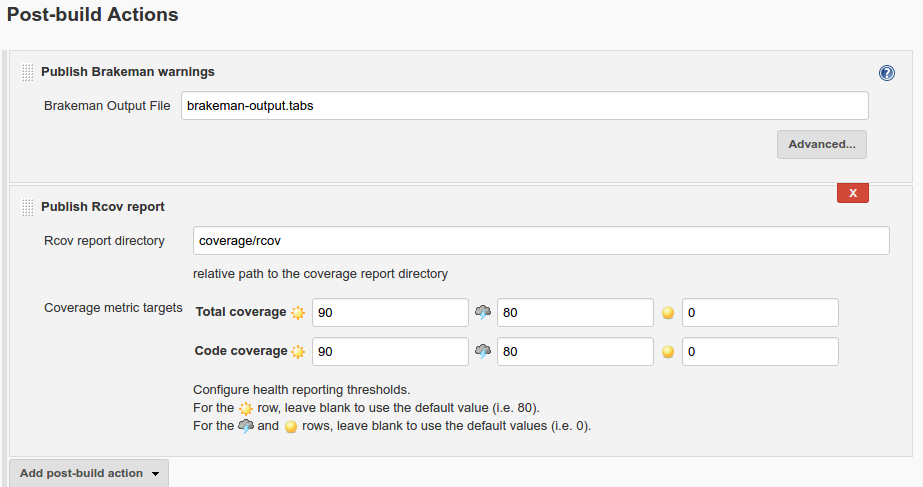 Post-build Actions
Publish Brakeman warnings
?
Brakeman Output File brakeman-output.tabs
Advanced...
X
Publish Rcov report
Rcov report directory coverage/rcov
relative path to the coverage report directory
Coverage metric targets Total coverage 90 80 0
Code coverage 90 80 0
Configure health reporting thresholds.
For the row, leave blank to use the default value (i.e. 80).
For the and rows, leave blank to use the default values (i.e. 0).
Add post-build action